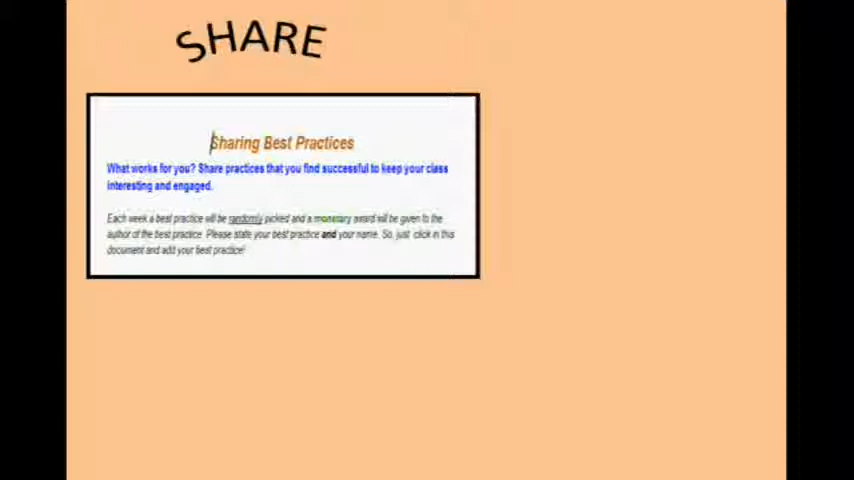 SHARE
Sharing Best Practices
What works for you? Share practices that you find successful to keep your class
interesting and engaged.
Each week a best practice will be randomly picked and a monetary award will be given to the
author of the best practice. Please state your best practice and your name. So, just click in this
document and add your best practice!